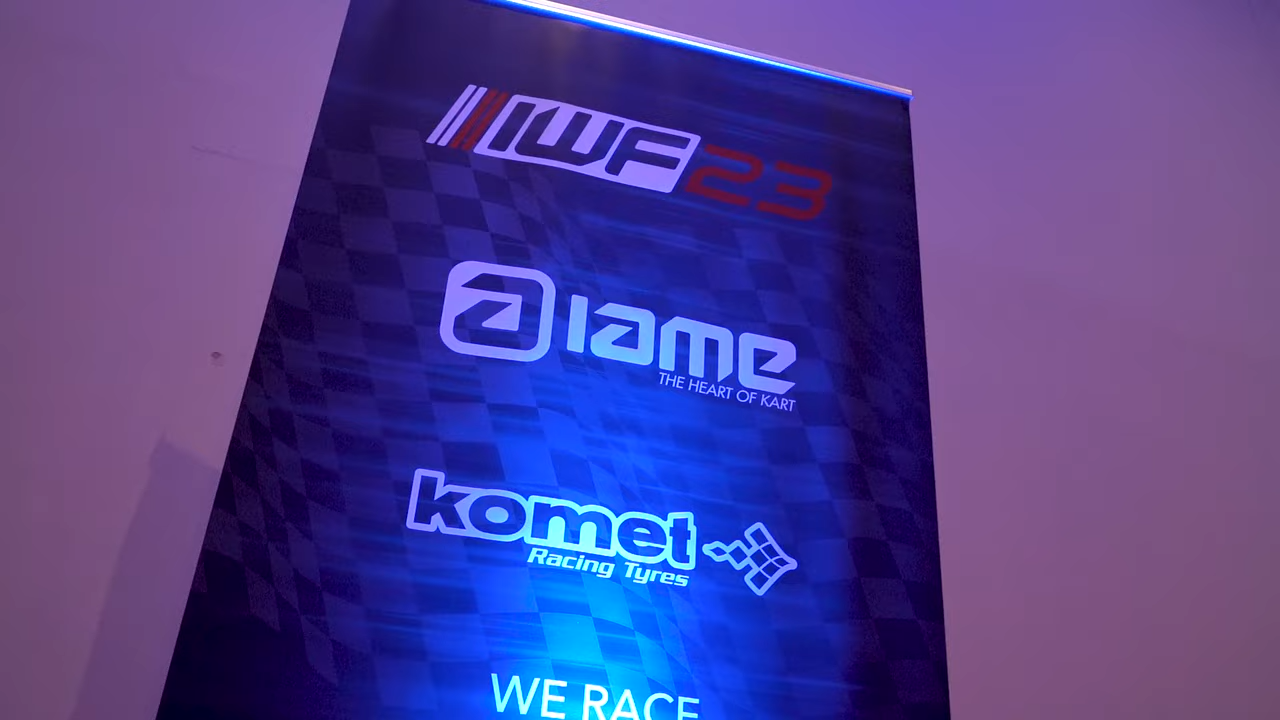 IWF23
iame
THE HEART OF KART
komet
Racing Tyres
WE RACE